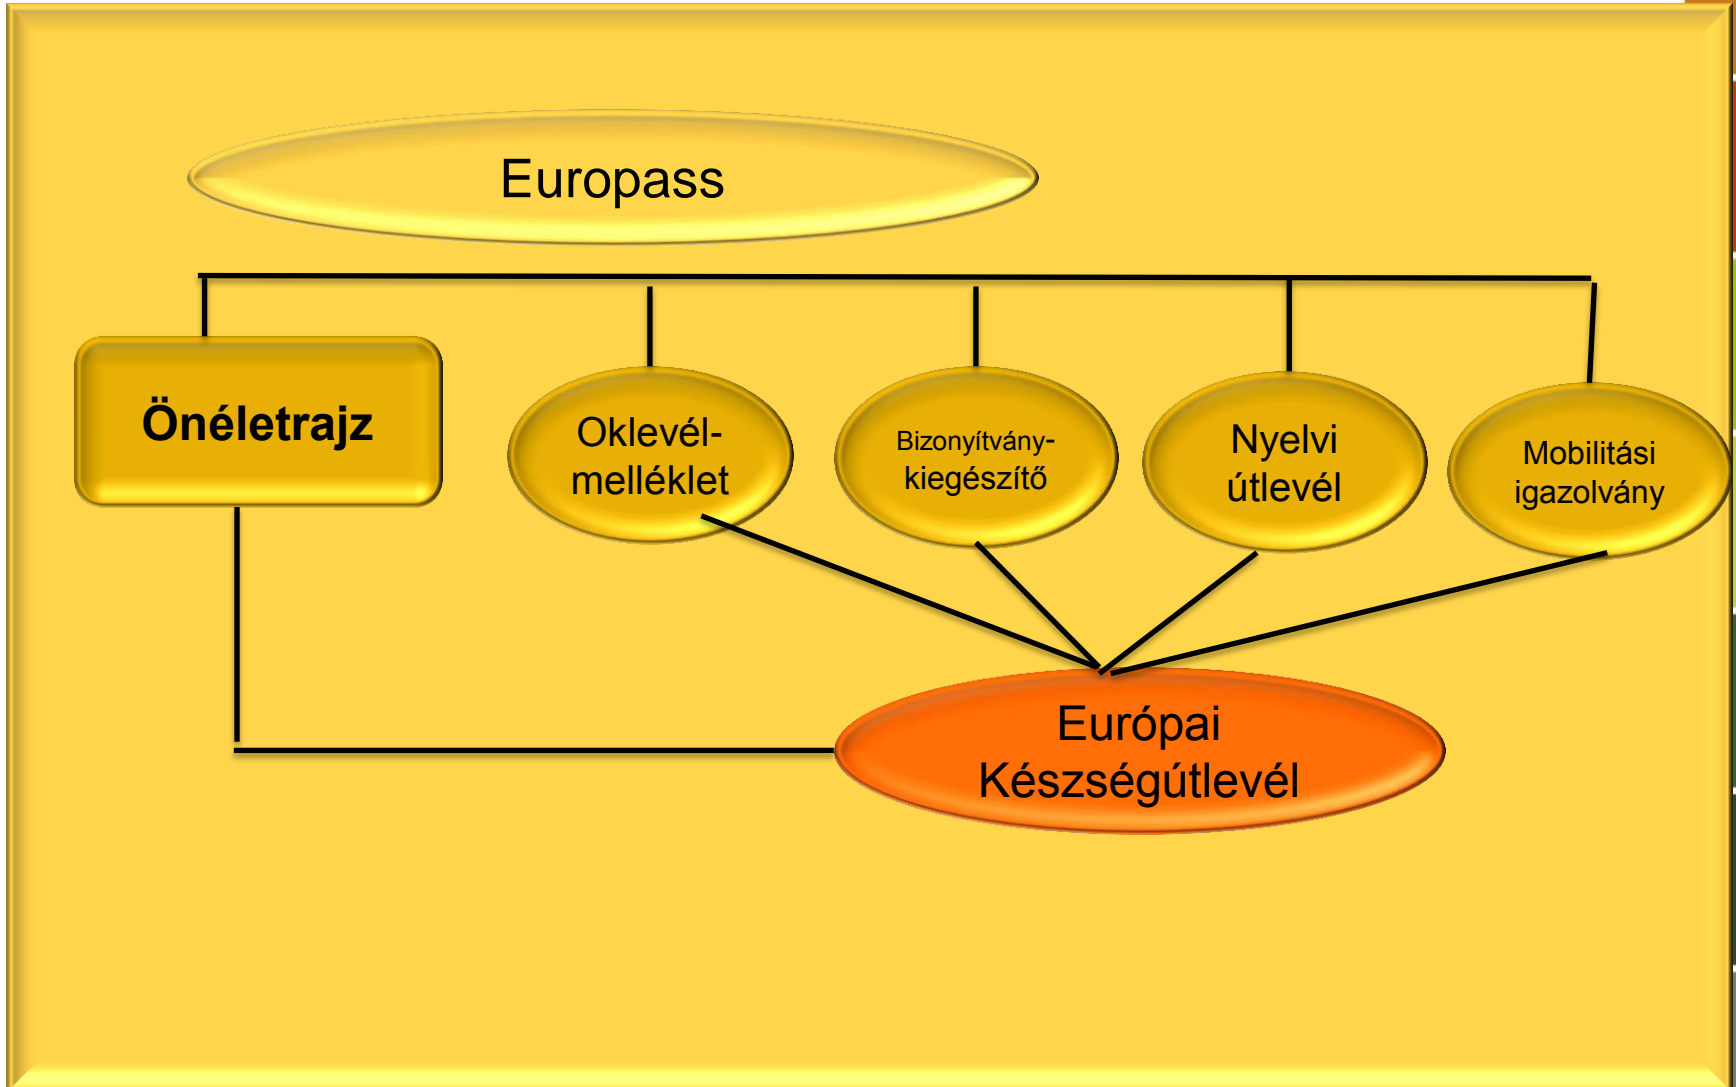 Europass
Önéletrajz
Oklevél-
melléklet
Bizonyítvány-
kiegészítő
Nyelvi
útlevél
Mobilitási
igazolvány
Európai
Készségútlevél